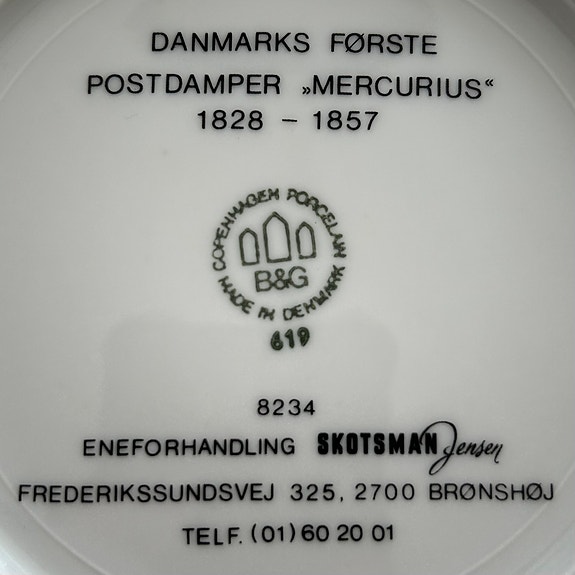 DANMARKS FØRSTE
POSTDAMPER „MERCURIUS“
1828 – 1857
COPENHAGEN PORCELAIN
B&G
MADE IN DENMARK
619
8234
ENEFORHANDLING SKOTSMAN Jensen
FREDERIKSSUNDSVEJ 325, 2700 BRØNSHØJ
TELF. (01) 60 20 01